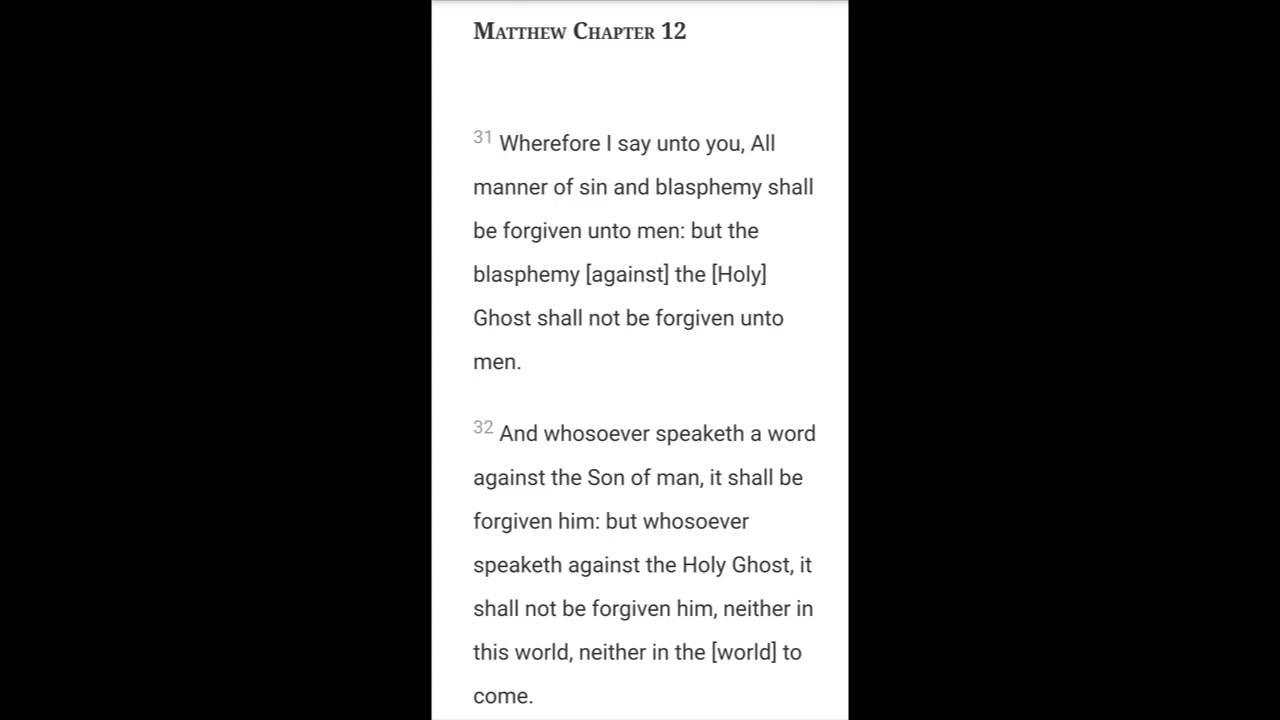 Matthew Chapter 12
31 Wherefore I say unto you, All
manner of sin and blasphemy shall
be forgiven unto men: but the
blasphemy [against] the [Holy]
Ghost shall not be forgiven unto
men.
32 And whosoever speaketh a word
against the Son of man, it shall be
forgiven him: but whosoever
speaketh against the Holy Ghost, it
shall not be forgiven him, neither in
this world, neither in the [world] to
come.